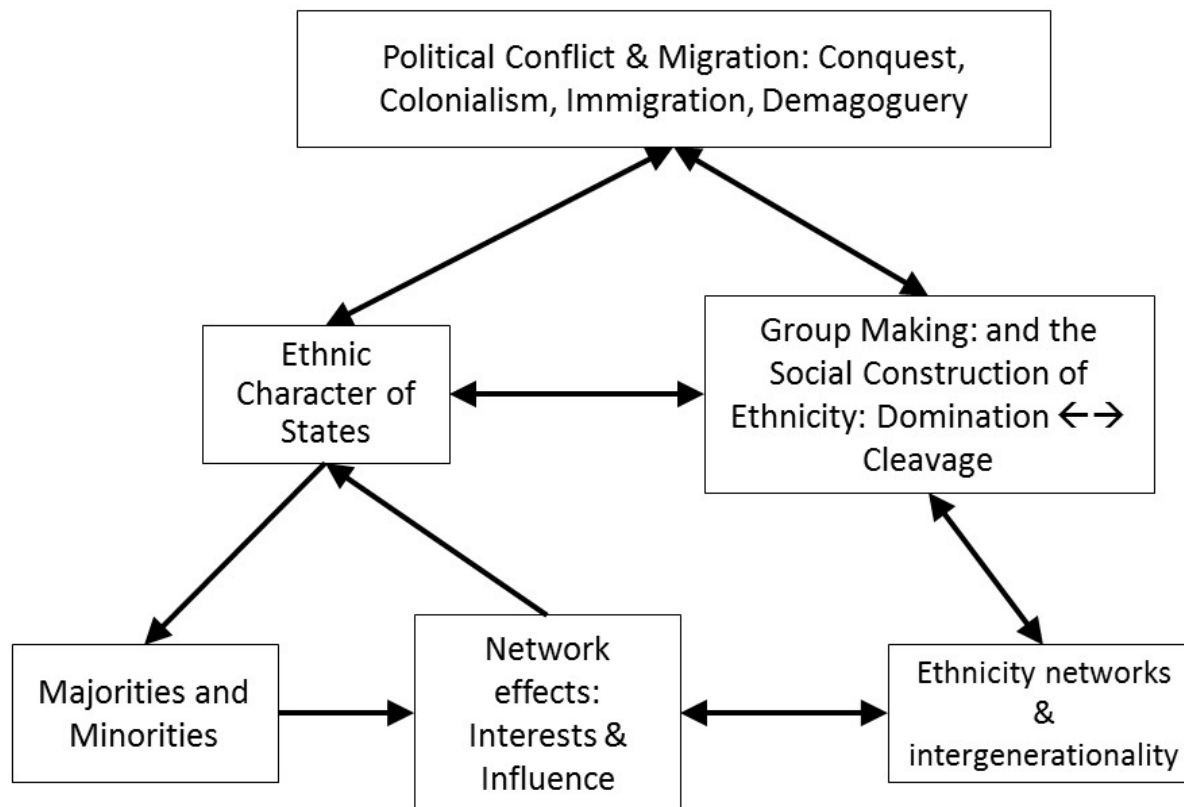 Political Conflict & Migration: Conquest,
Colonialism, Immigration, Demagoguery
Ethnic
Character of
States
Group Making: and the
Social Construction of
Ethnicity: Domination ←→
Cleavage
Majorities and
Minorities
Network
effects:
Interests &
Influence
Ethnicity networks
&
intergenerationality